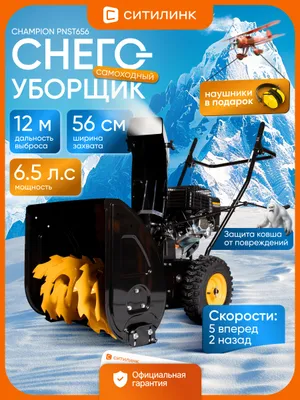 СИТИЛИНК
CHAMPION PNST656
СНЕГО-
УБОРЩИК
самоходный
наушники
в подарок
12 м
дальность
выброса
56 см
ширина
захвата
6.5 л.с
мощность
Защита ковша
от повреждений
Скорости:
5 вперед
2 назад
СИТИЛИНК
Официальная
гарантия